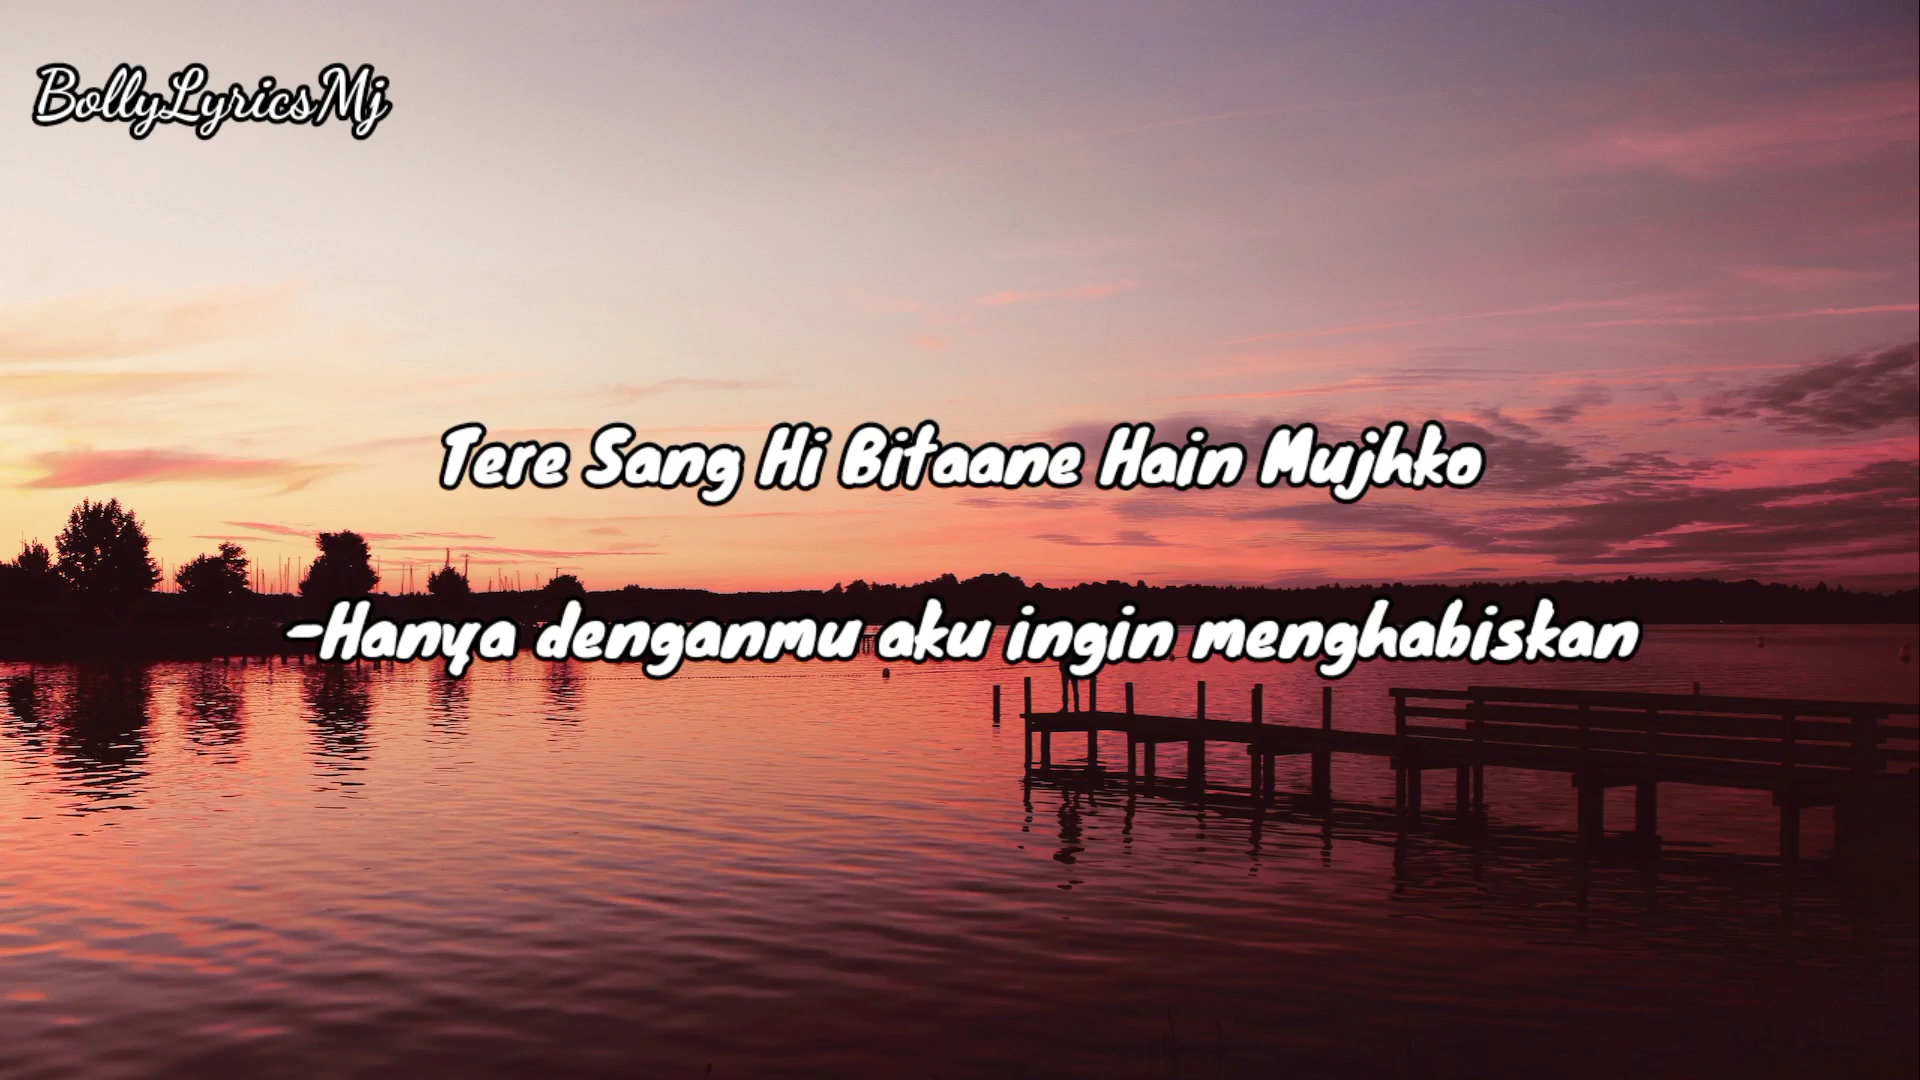 BollyLyricsMj
Tere Sang Hi Bitaane Hain Mujhko
-Hanya denganmu aku ingin menghabiskan